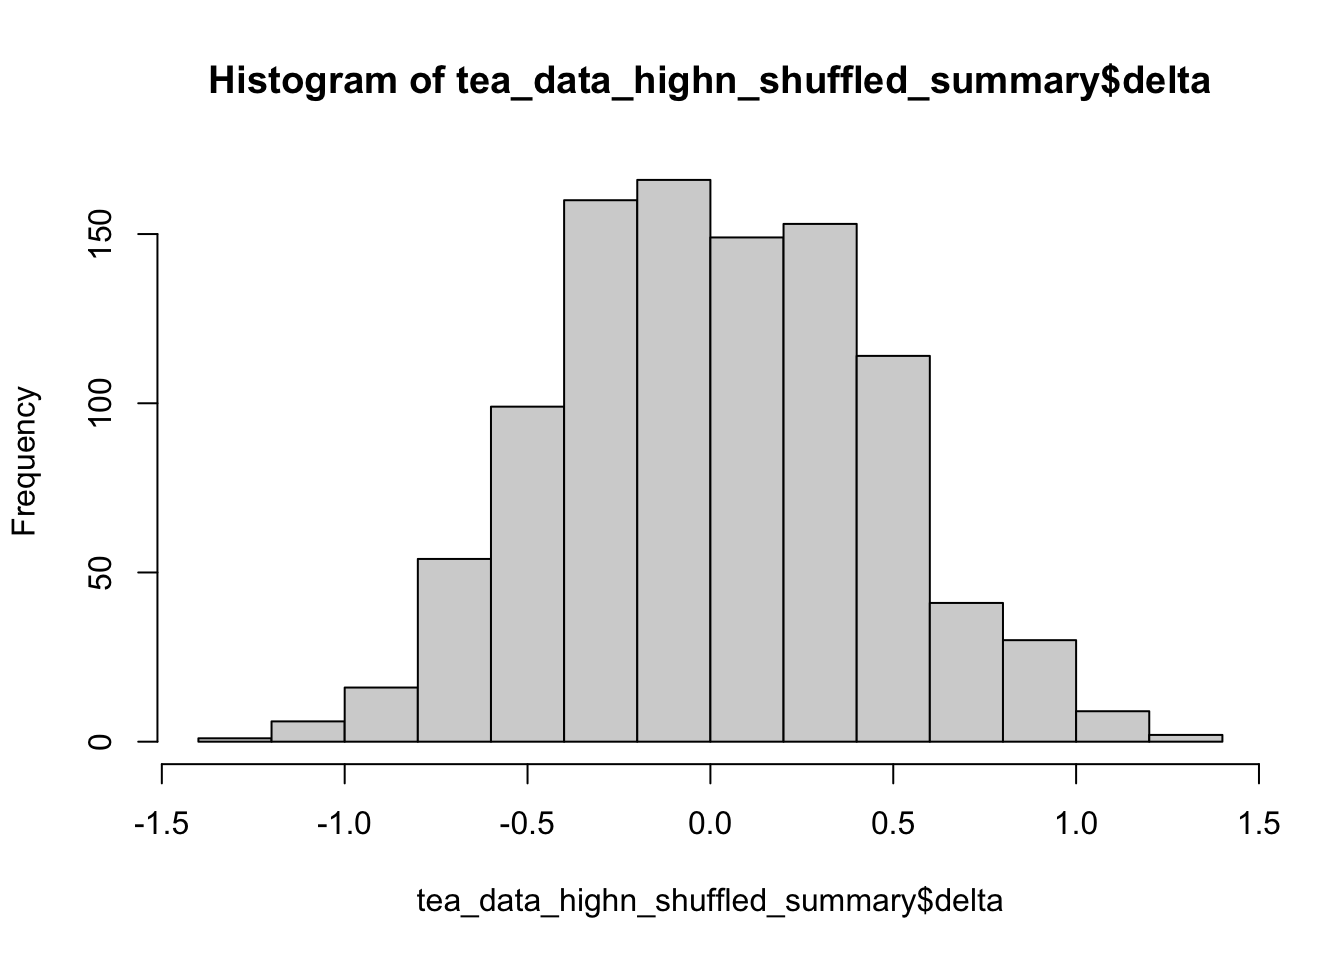 Histogram of tea_data_highn_shuffled_summary$delta
Frequency
150
100
50
0
-1.5 -1.0 -0.5 0.0 0.5 1.0 1.5
tea_data_highn_shuffled_summary$delta